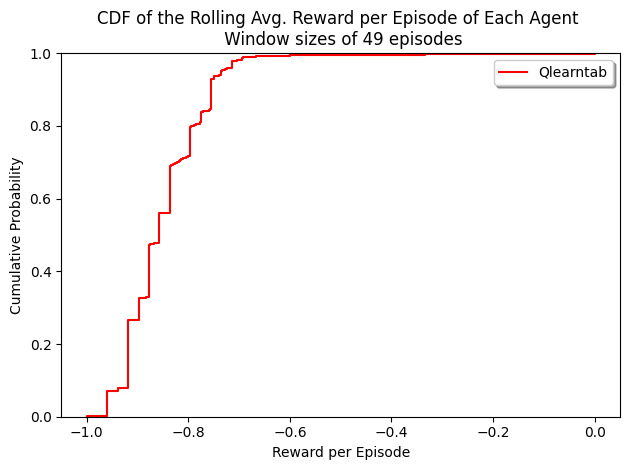 CDF of the Rolling Avg. Reward per Episode of Each Agent
Window sizes of 49 episodes
Qlearntab
Cumulative Probability
1.0
0.8
0.6
0.4
0.2
0.0
−1.0 −0.8 −0.6 −0.4 −0.2 0.0
Reward per Episode